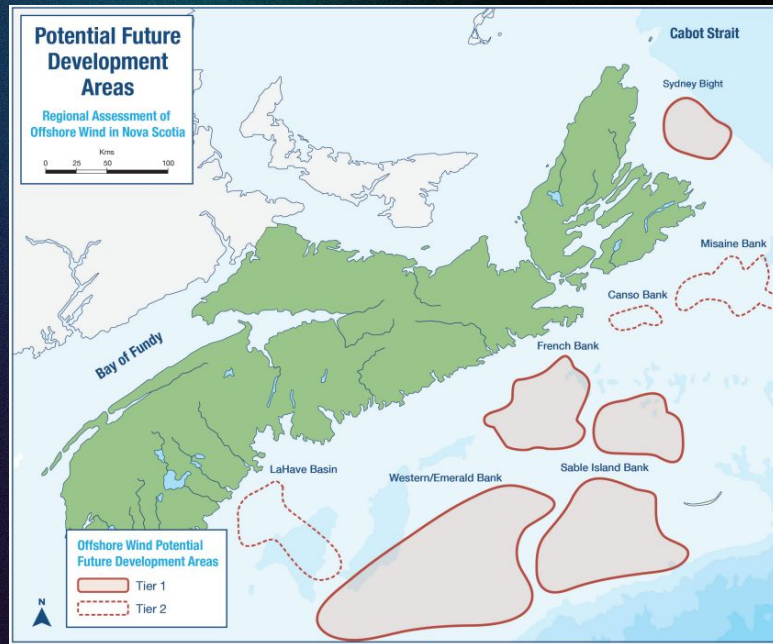 Potential Future
Development
Areas
Regional Assessment of
Offshore Wind in Nova Scotia
Kms
0 25 50 100
Cabot Strait
Sydney Bight
Misaine Bank
Canso Bank
Bay of Fundy
French Bank
LaHave Basin
Western/Emerald Bank
Sable Island Bank
Offshore Wind Potential
Future Development Areas
Tier 1
Tier 2
N